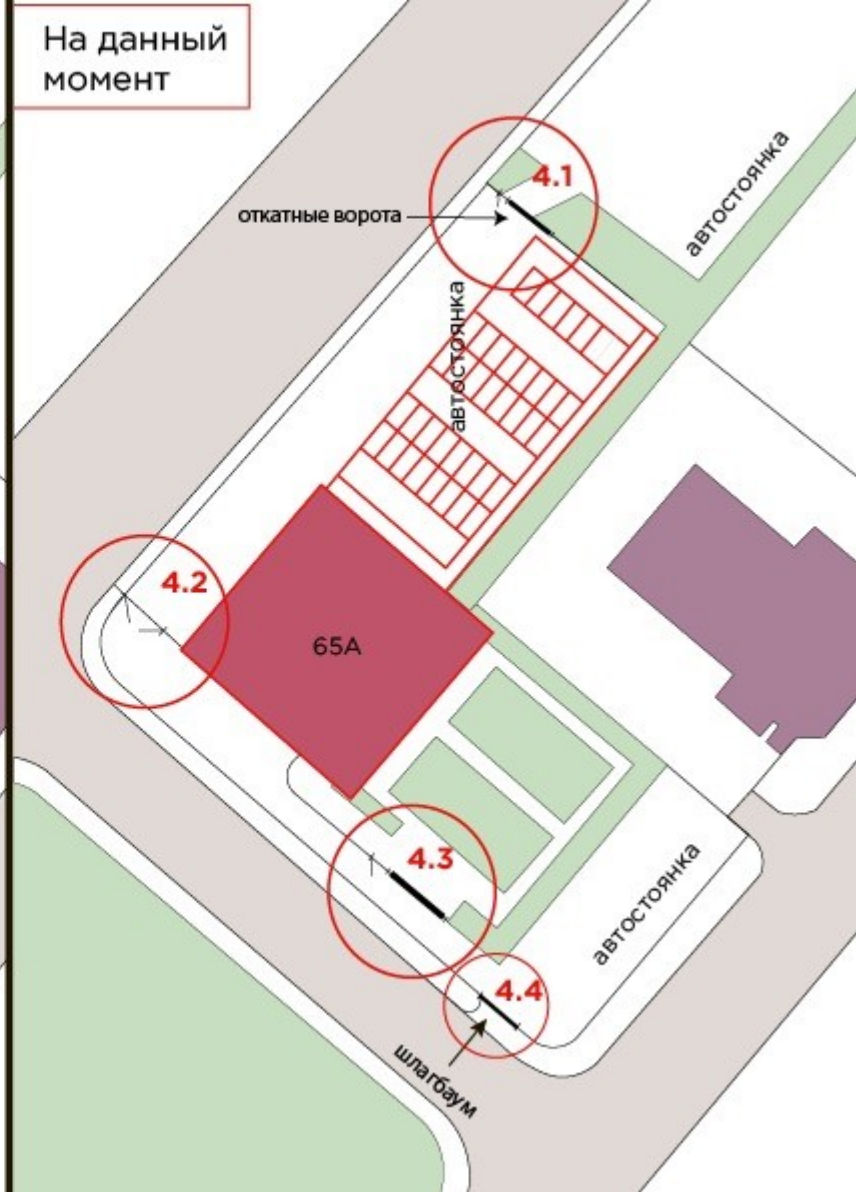 На данный
момент
4.1
откатные ворота
автостоянка
автостоянка
4.2
65А
4.3
автостоянка
4.4
шлагбаум